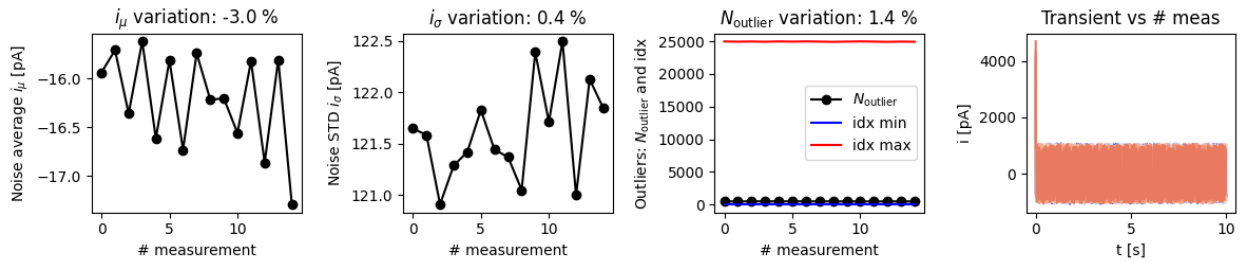 i_μ variation: -3.0 %
Noise average i_μ [pA]
−16.0
−16.5
−17.0
0
5
10
# measurement
i_σ variation: 0.4 %
Noise STD i_σ [pA]
122.5
122.0
121.5
121.0
0
5
10
# measurement
N_outlier variation: 1.4 %
Outliers: N_outlier and idx
25000
20000
15000
10000
5000
0
N_outlier
idx min
idx max
0
5
10
# measurement
Transient vs # meas
i [pA]
4000
2000
0
0
5
10
t [s]